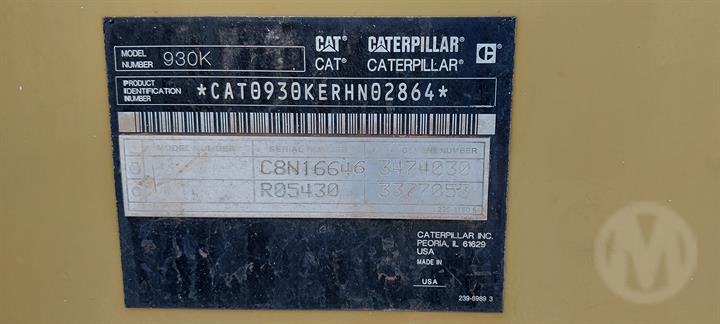 MODEL NUMBER 930K CAT® CATERPILLAR®
CAT® CATERPILLAR®
PRODUCT IDENTIFICATION NUMBER *CAT0930KERHN02864*
MODEL NUMBER SERIAL NUMBER
C8N16646 3474030
R05430
CATERPILLAR INC.
PEORIA, IL 61629
USA
MADE IN
USA
239-6989 3
M